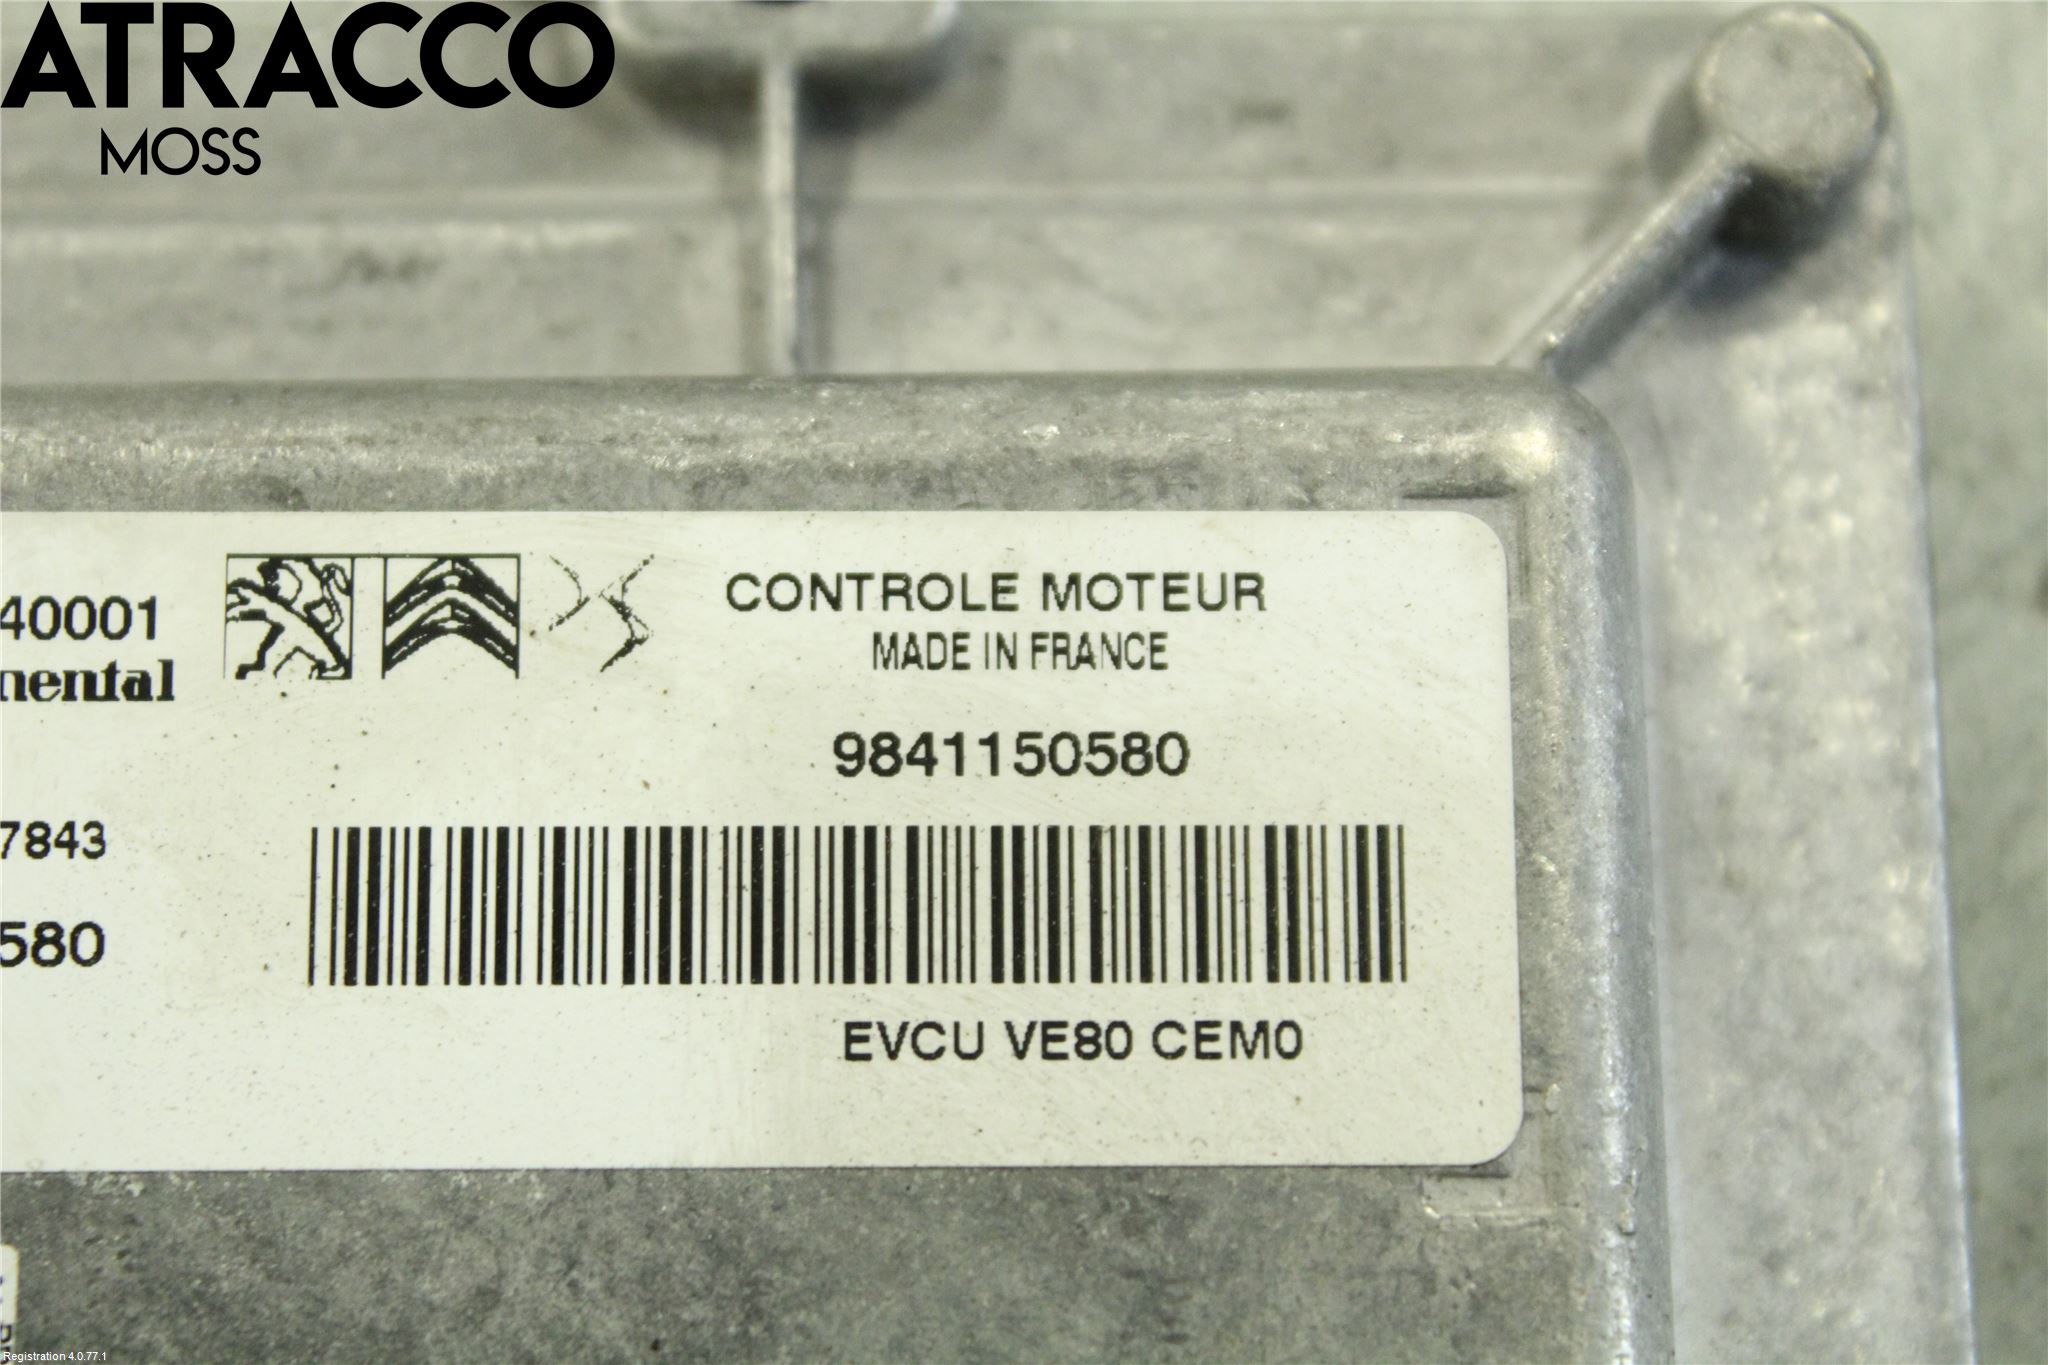 ATRACCO
MOSS
40001
nental
CONTROLE MOTEUR
MADE IN FRANCE
9841150580
7843
580
EVCU VE80 CEM0
Registration 4.0.77.1